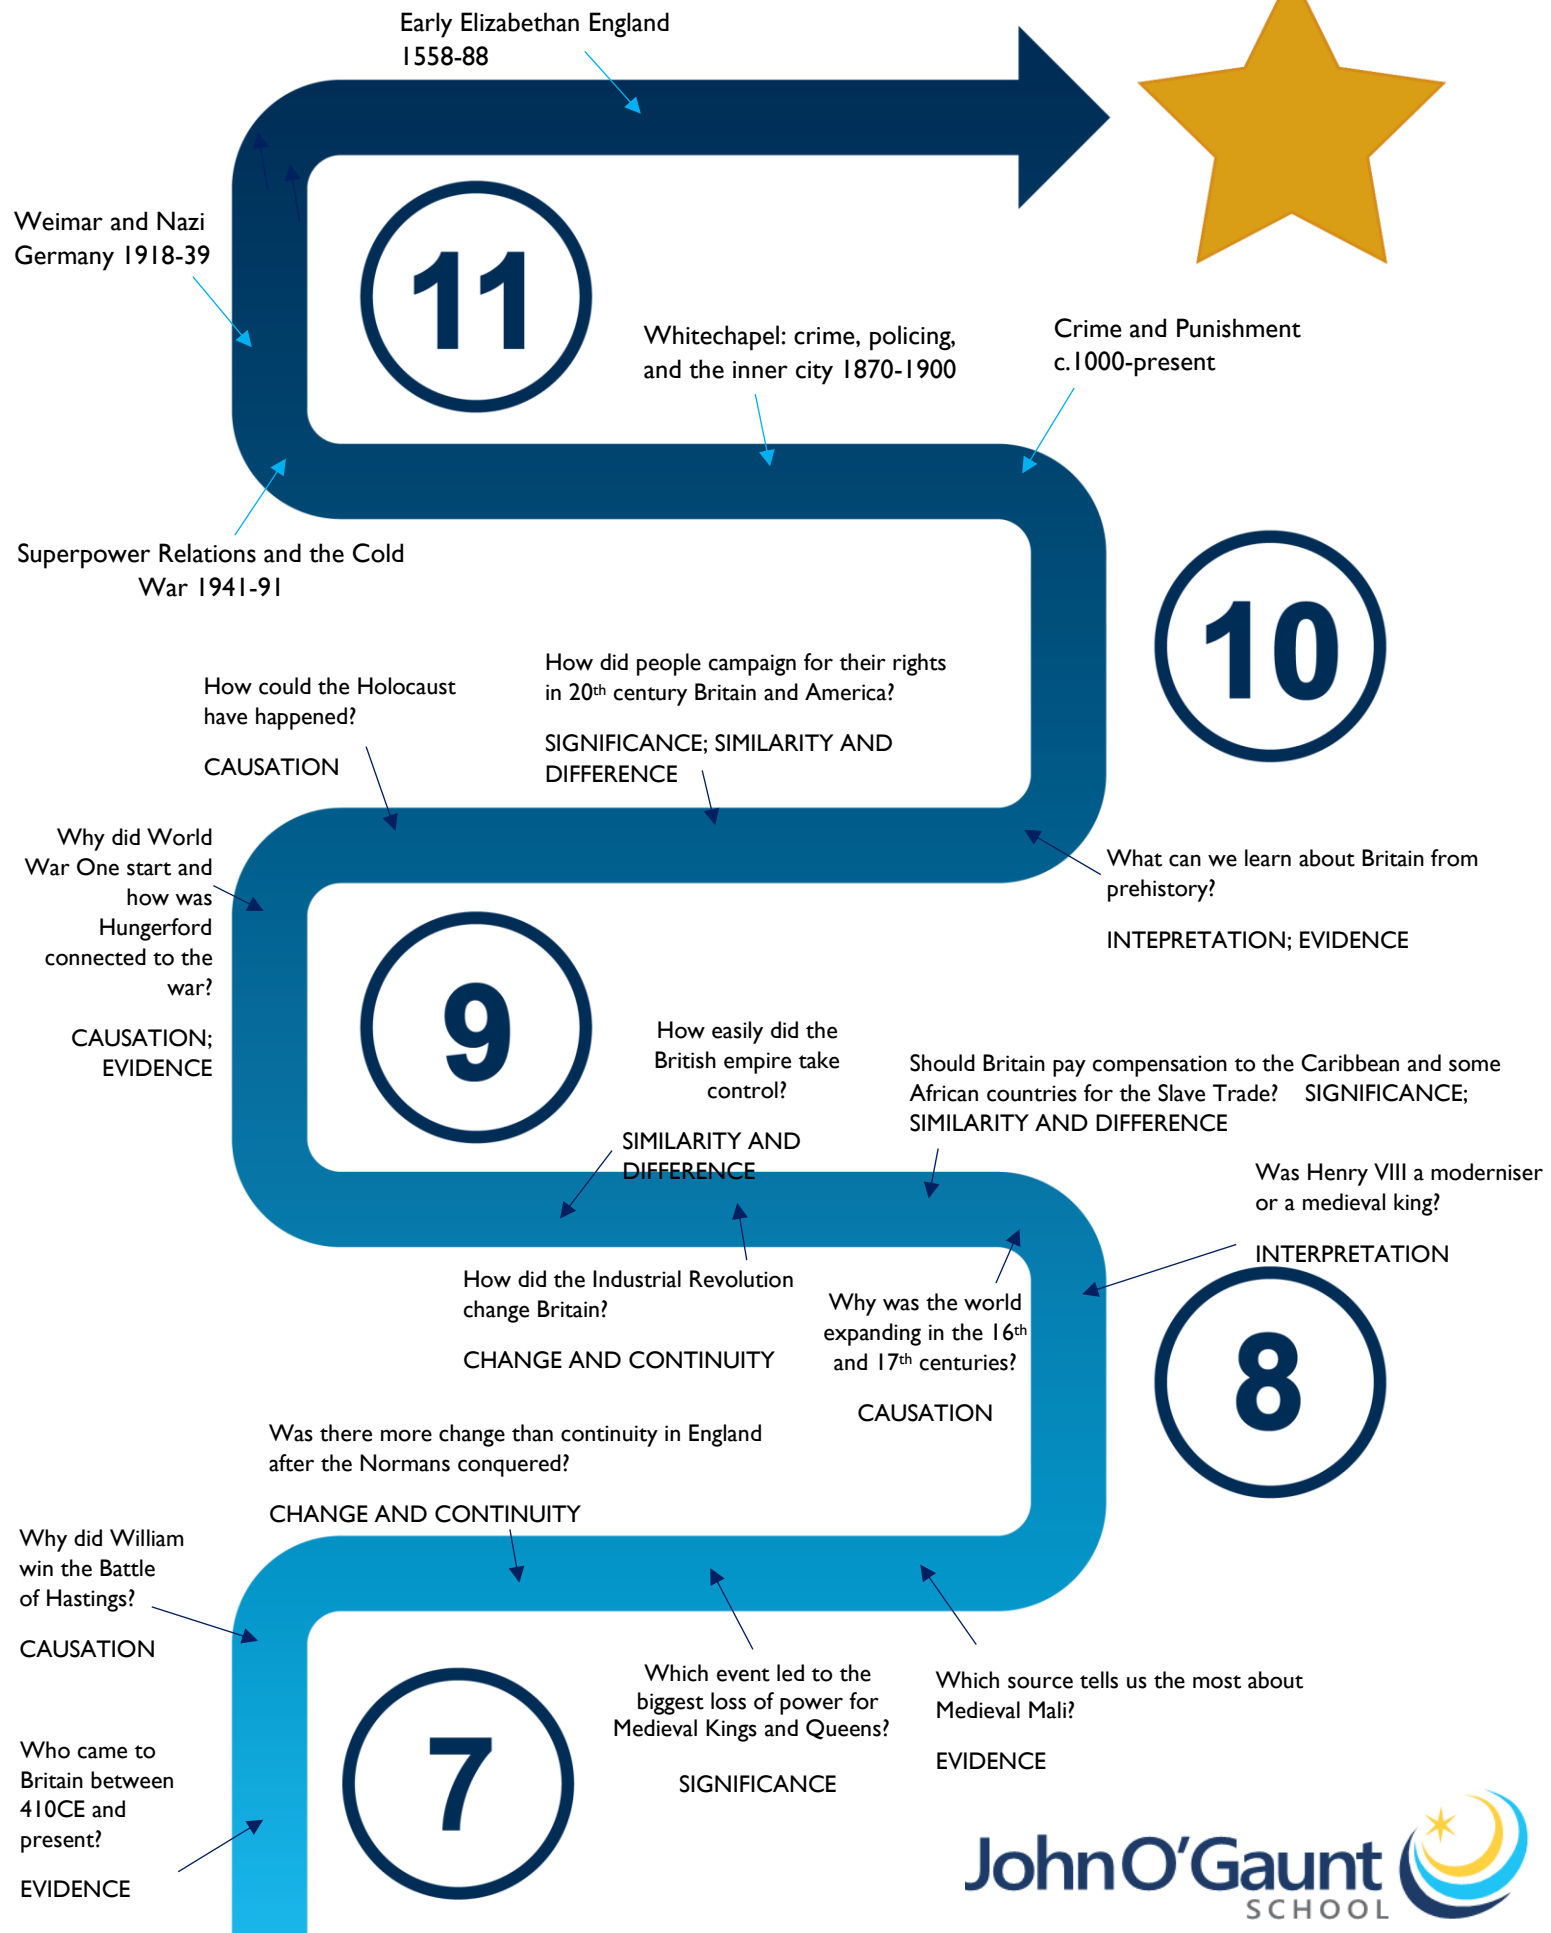 Early Elizabethan England
1558-88
Weimar and Nazi
Germany 1918-39
11
Whitechapel: crime, policing,
and the inner city 1870-1900
Crime and Punishment
c.1000-present
Superpower Relations and the Cold
War 1941-91
10
How could the Holocaust
have happened?
CAUSATION
How did people campaign for their rights
in 20th century Britain and America?
SIGNIFICANCE; SIMILARITY AND
DIFFERENCE
Why did World
War One start and
how was
Hungerford
connected to the
war?
CAUSATION;
EVIDENCE
What can we learn about Britain from
prehistory?
INTEPRETATION; EVIDENCE
9
How easily did the
British empire take
control?
SIMILARITY AND
DIFFERENCE
Should Britain pay compensation to the Caribbean and some
African countries for the Slave Trade? SIGNIFICANCE;
SIMILARITY AND DIFFERENCE
Was Henry VIII a moderniser
or a medieval king?
INTERPRETATION
How did the Industrial Revolution
change Britain?
CHANGE AND CONTINUITY
Why was the world
expanding in the 16th
and 17th centuries?
CAUSATION
8
Was there more change than continuity in England
after the Normans conquered?
CHANGE AND CONTINUITY
Why did William
win the Battle
of Hastings?
CAUSATION
Which event led to the
biggest loss of power for
Medieval Kings and Queens?
SIGNIFICANCE
Which source tells us the most about
Medieval Mali?
EVIDENCE
7
Who came to
Britain between
410CE and
present?
EVIDENCE
John O'Gaunt
SCHOOL